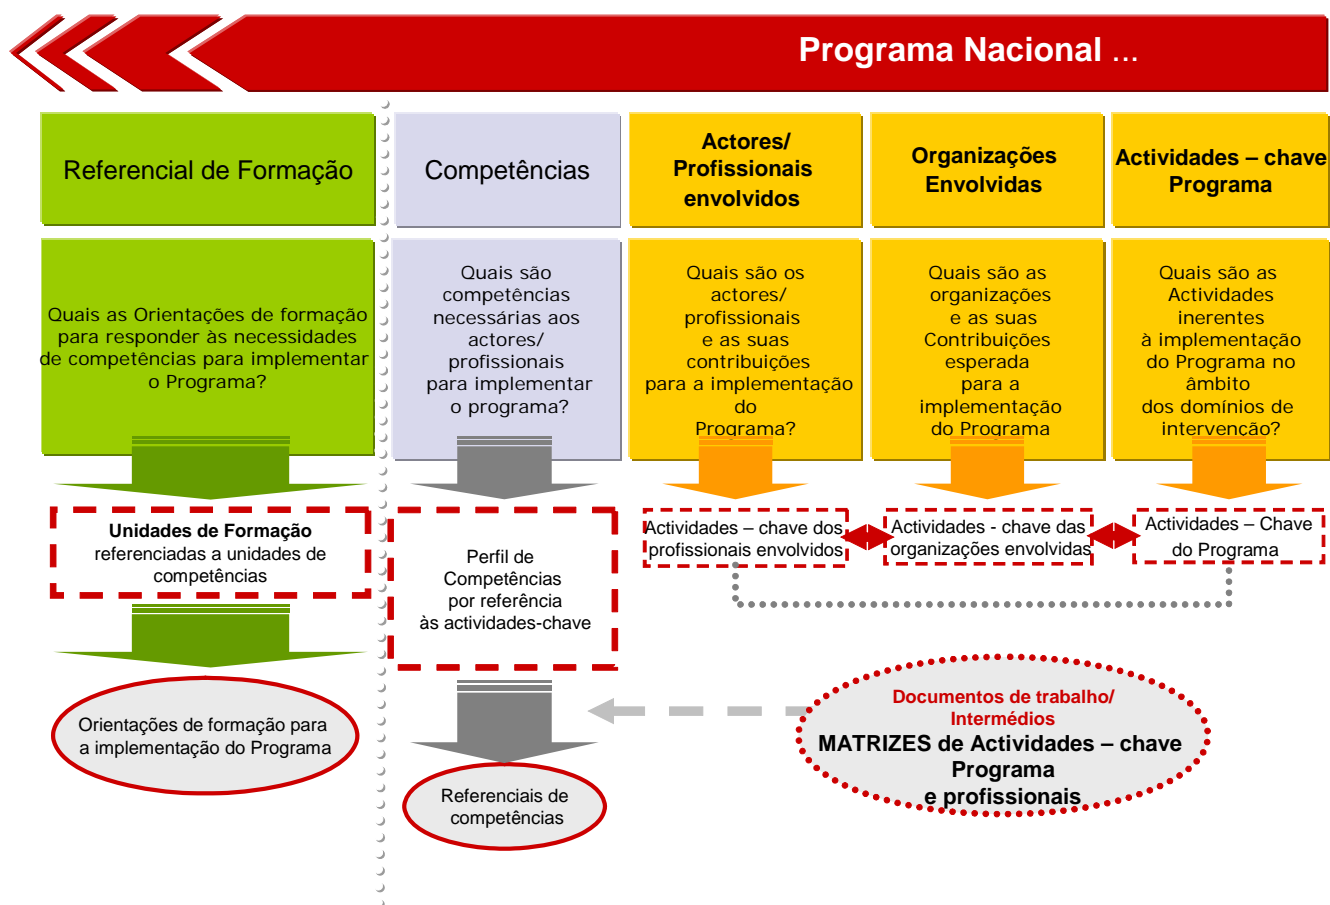 Programa Nacional ...
Referencial de Formação
Competências
Actores/
Profissionais
envolvidos
Organizações
Envolvidas
Actividades – chave
Programa
Quais as Orientações de formação
para responder às necessidades
de competências para implementar
o Programa?
Quais são
competências
necessárias aos
actores/
profissionais
para implementar
o programa?
Quais são os
actores/
profissionais
e as suas
contribuições
para a implementação
do
Programa?
Quais são as
organizações
e as suas
Contribuições
esperada
para a
implementação
do Programa
Quais são as
Actividades
inerentes
à implementação
do Programa no
âmbito
dos domínios de
intervenção?
Unidades de Formação
referenciadas a unidades de
competências
Perfil de
Competências
por referência
às actividades-chave
Actividades – chave dos
profissionais envolvidos
Actividades - chave das
organizações envolvidas
Actividades – Chave
do Programa
Orientações de formação para
a implementação do Programa
Referenciais de
competências
Documentos de trabalho/
Intermédios
MATRIZES de Actividades – chave
Programa
e profissionais